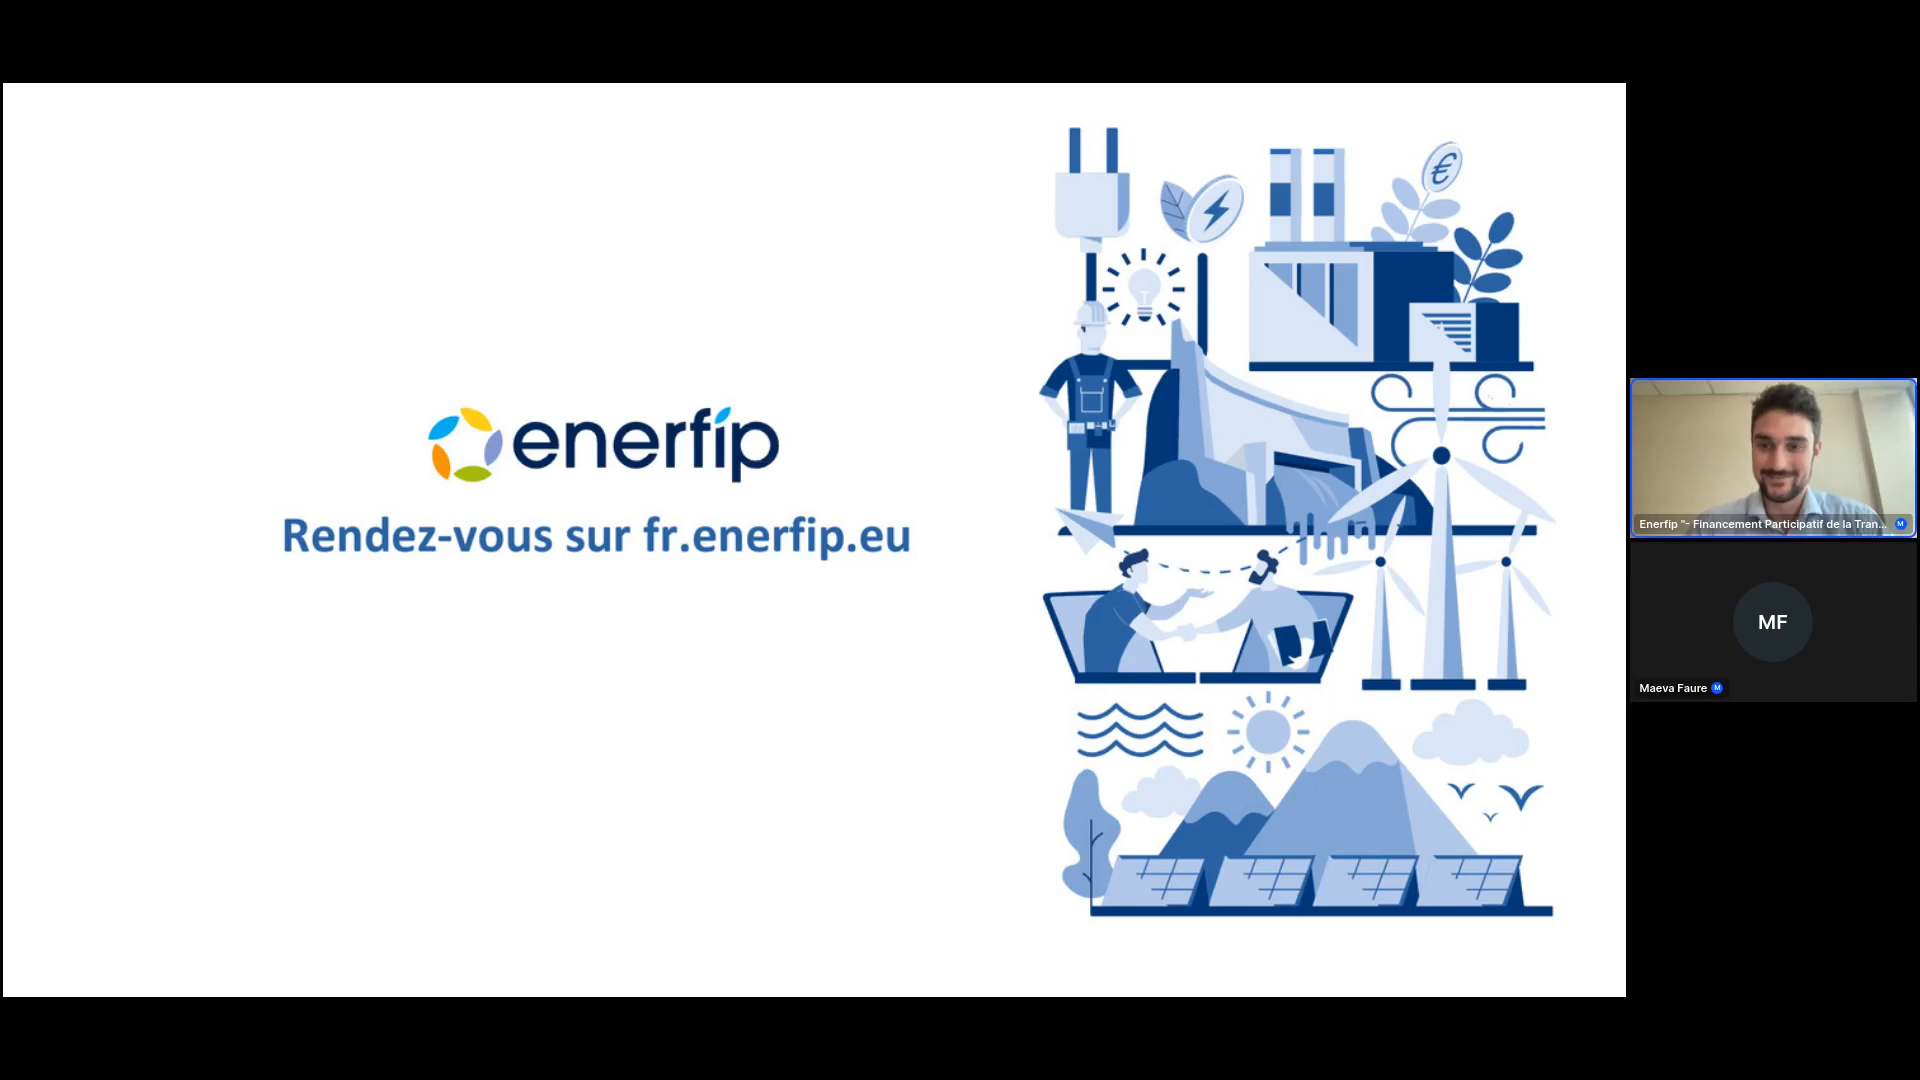 €
enerfip
Rendez-vous sur fr.enerfip.eu
Enerfip "- Financement Participatif de la Tran... M
MF
Maeva Faure M